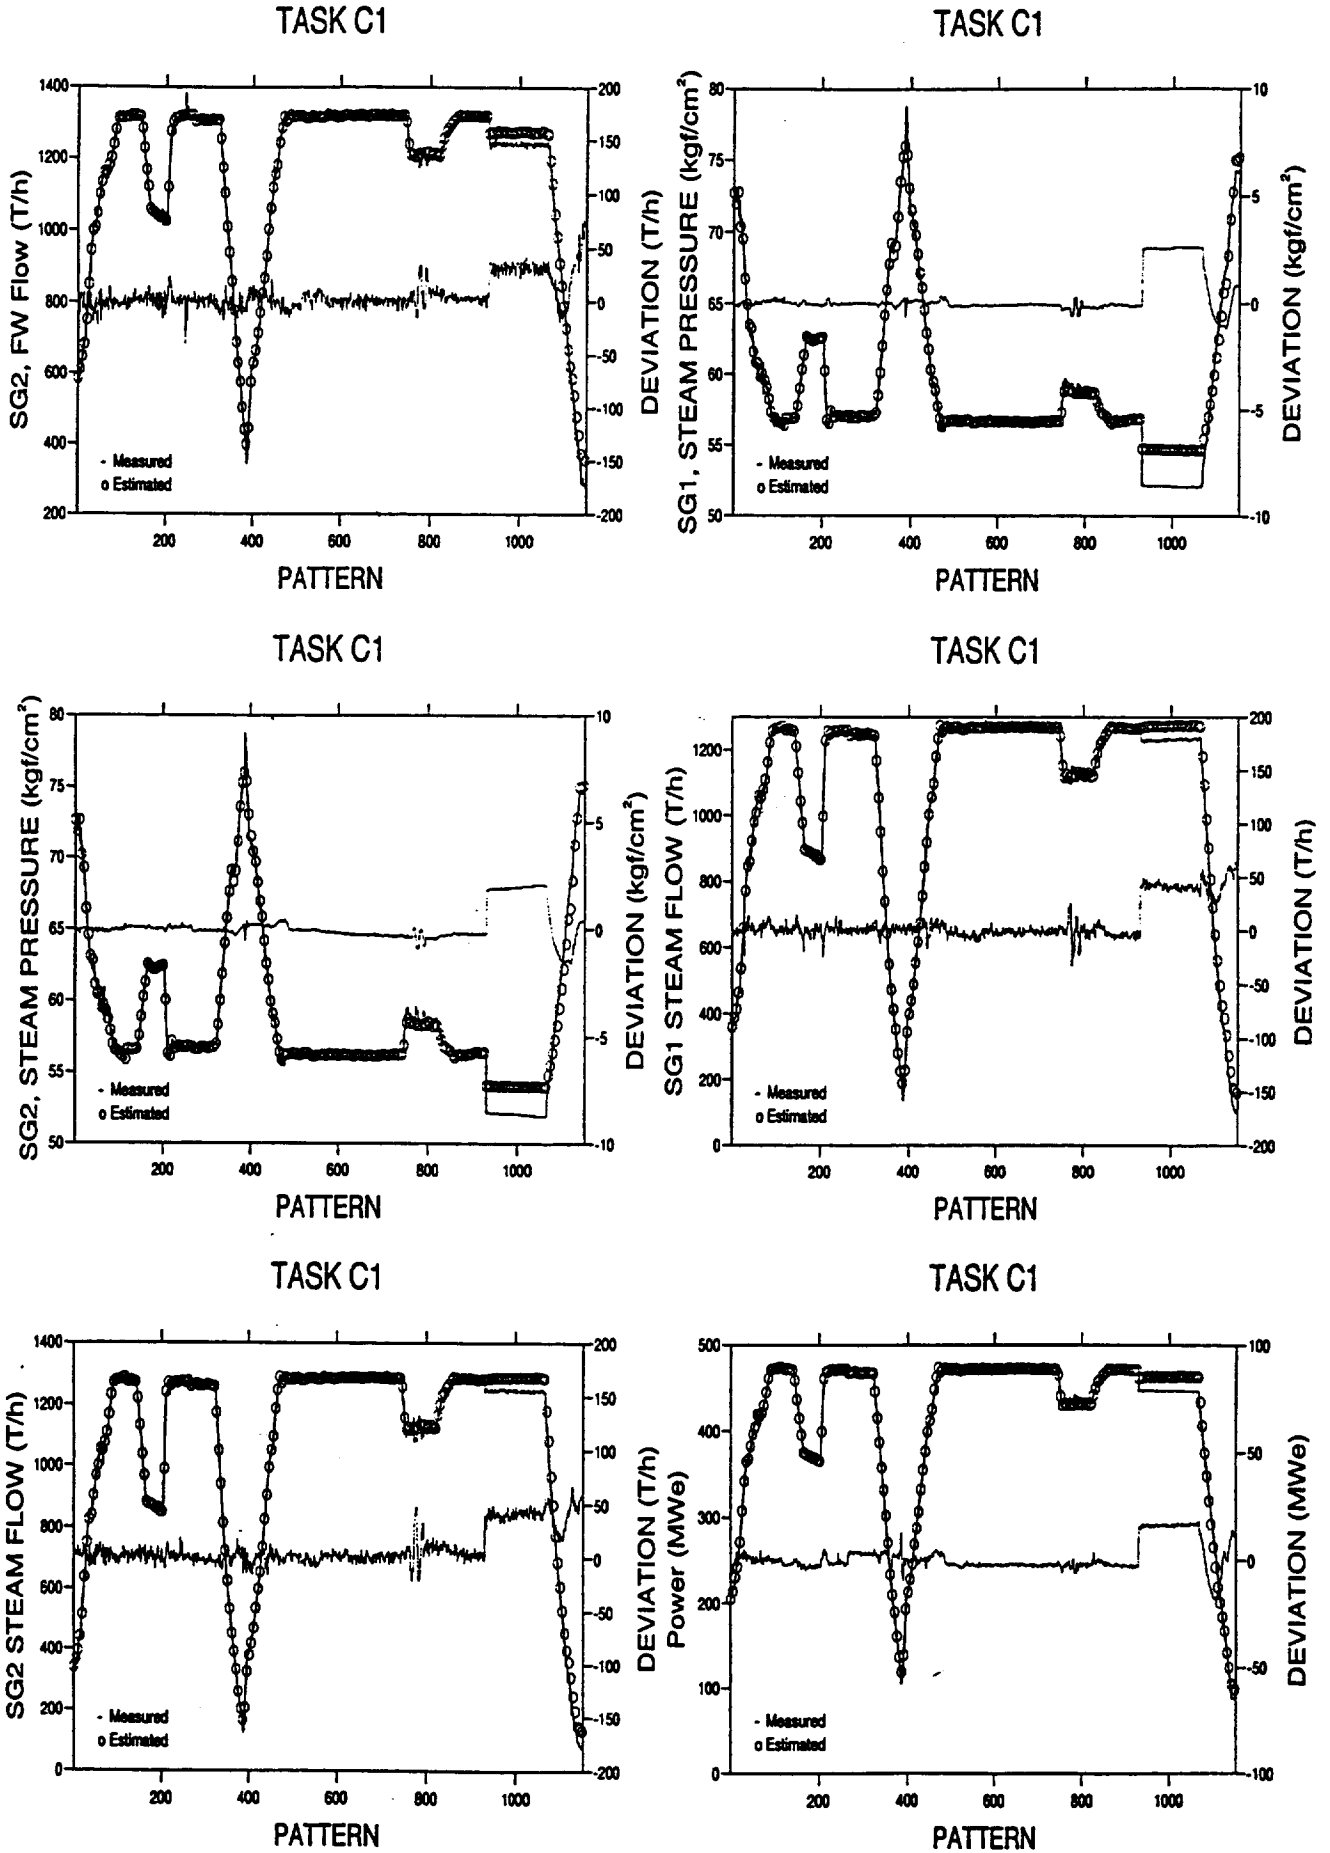 TASK C1
SG2, FW Flow (T/h)
1400
1200
1000
800
600
400
200
200
150
100
50
0
-50
-100
-150
-200
DEVIATION (T/h)
- Measured
o Estimated
200 400 600 800 1000
PATTERN
TASK C1
SG1, STEAM PRESSURE (kgf/cm²)
80
75
70
65
60
55
50
10
5
0
-5
-10
DEVIATION (kgf/cm²)
- Measured
o Estimated
200 400 600 800 1000
PATTERN
TASK C1
SG2, STEAM PRESSURE (kgf/cm²)
80
75
70
65
60
55
50
10
5
0
-5
-10
DEVIATION (kgf/cm²)
- Measured
o Estimated
200 400 600 800 1000
PATTERN
TASK C1
SG1 STEAM FLOW (T/h)
1200
1000
800
600
400
200
0
200
150
100
50
0
-50
-100
-150
-200
DEVIATION (T/h)
- Measured
o Estimated
200 400 600 800 1000
PATTERN
TASK C1
SG2 STEAM FLOW (T/h)
1400
1200
1000
800
600
400
200
0
200
150
100
50
0
-50
-100
-150
-200
DEVIATION (T/h)
- Measured
o Estimated
200 400 600 800 1000
PATTERN
TASK C1
Power (MWe)
500
400
300
200
100
0
100
50
0
-50
-100
DEVIATION (MWe)
- Measured
o Estimated
200 400 600 800 1000
PATTERN